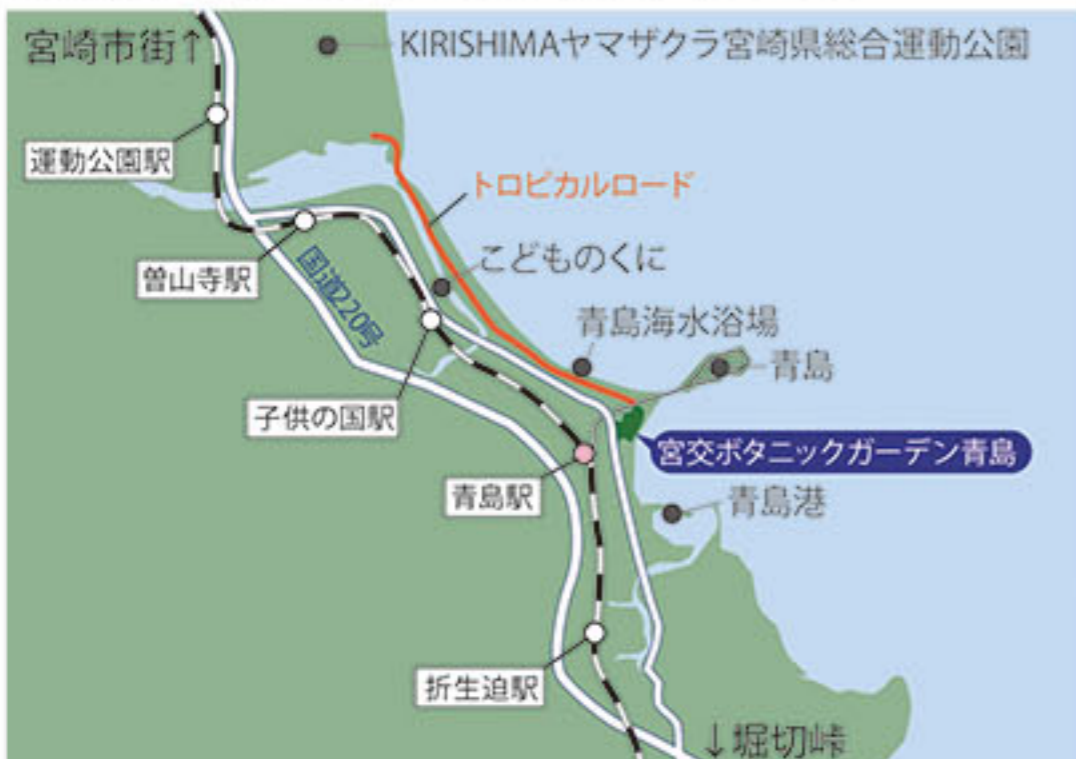 宮崎市街↑
KIRISHIMAヤマザクラ宮崎県総合運動公園
運動公園駅
トロピカルロード
曽山寺駅
こどものくに
国道220号
青島海水浴場
青島
子供の国駅
宮交ボタニックガーデン青島
青島駅
青島港
折生迫駅
↓堀切峠